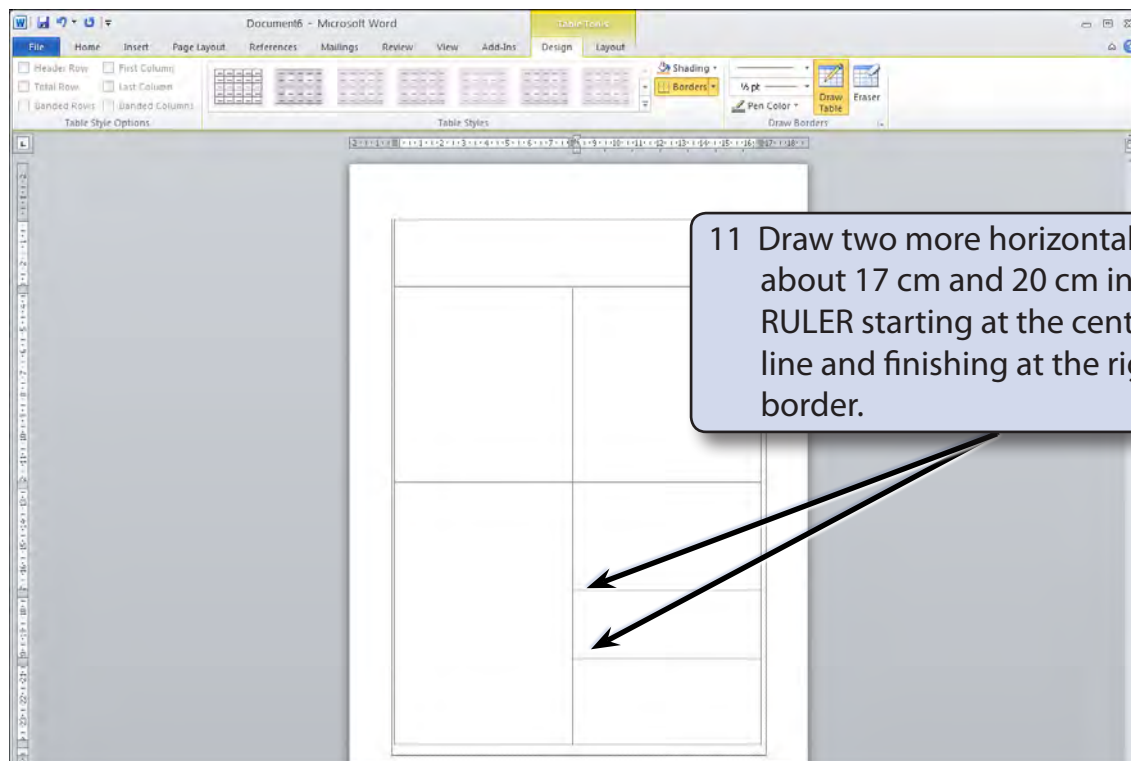 Document6 - Microsoft Word
Table Tools
File Home Insert Page Layout References Mailings Review View Add-Ins Design Layout
Header Row First Column
Total Row Last Column
Banded Rows Banded Columns
Table Style Options
Table Styles
Shading
Borders
½ pt
Pen Color
Draw Table
Eraser
Draw Borders
11 Draw two more horizontal
about 17 cm and 20 cm in
RULER starting at the cent
line and finishing at the rig
border.